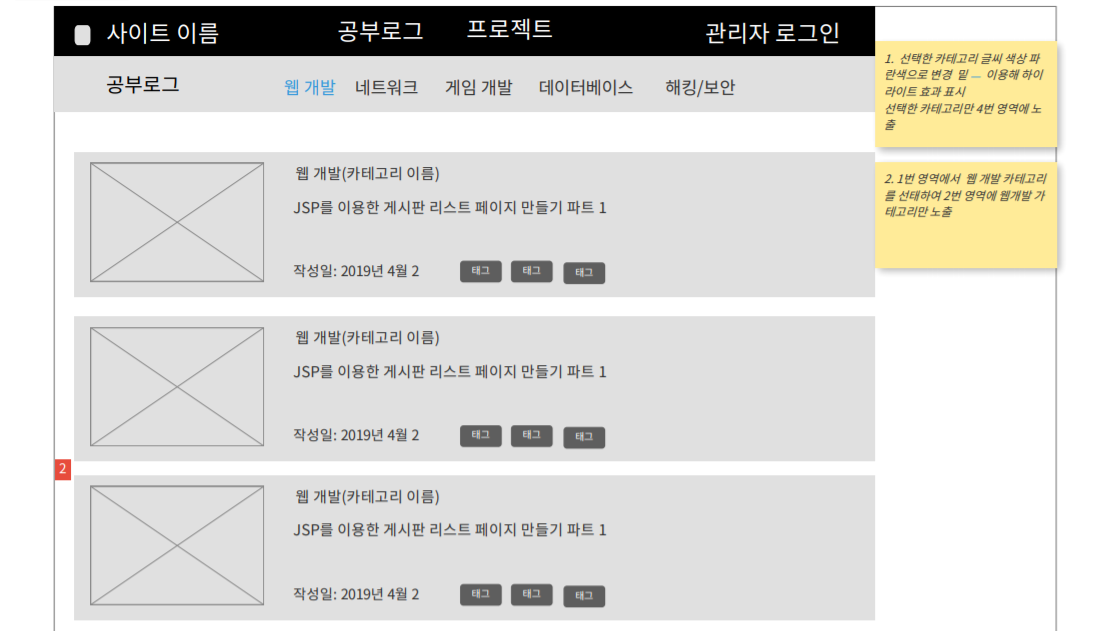 사이트 이름 공부로그 프로젝트 관리자 로그인
공부로그 웹 개발 네트워크 게임 개발 데이터베이스 해킹/보안
1. 선택한 카테고리 글씨 색상 파
란색으로 변경 밑 — 이용해 하이
라이트 효과 표시
선택한 카테고리만 4번 영역에 노
출
2. 1번 영역에서 웹 개발 카테고리
를 선태하여 2번 영역에 웹개발 가
테고리만 노출
웹 개발(카테고리 이름)
JSP를 이용한 게시판 리스트 페이지 만들기 파트 1
작성일: 2019년 4월 2 태그 태그 태그
웹 개발(카테고리 이름)
JSP를 이용한 게시판 리스트 페이지 만들기 파트 1
작성일: 2019년 4월 2 태그 태그 태그
2
웹 개발(카테고리 이름)
JSP를 이용한 게시판 리스트 페이지 만들기 파트 1
작성일: 2019년 4월 2 태그 태그 태그